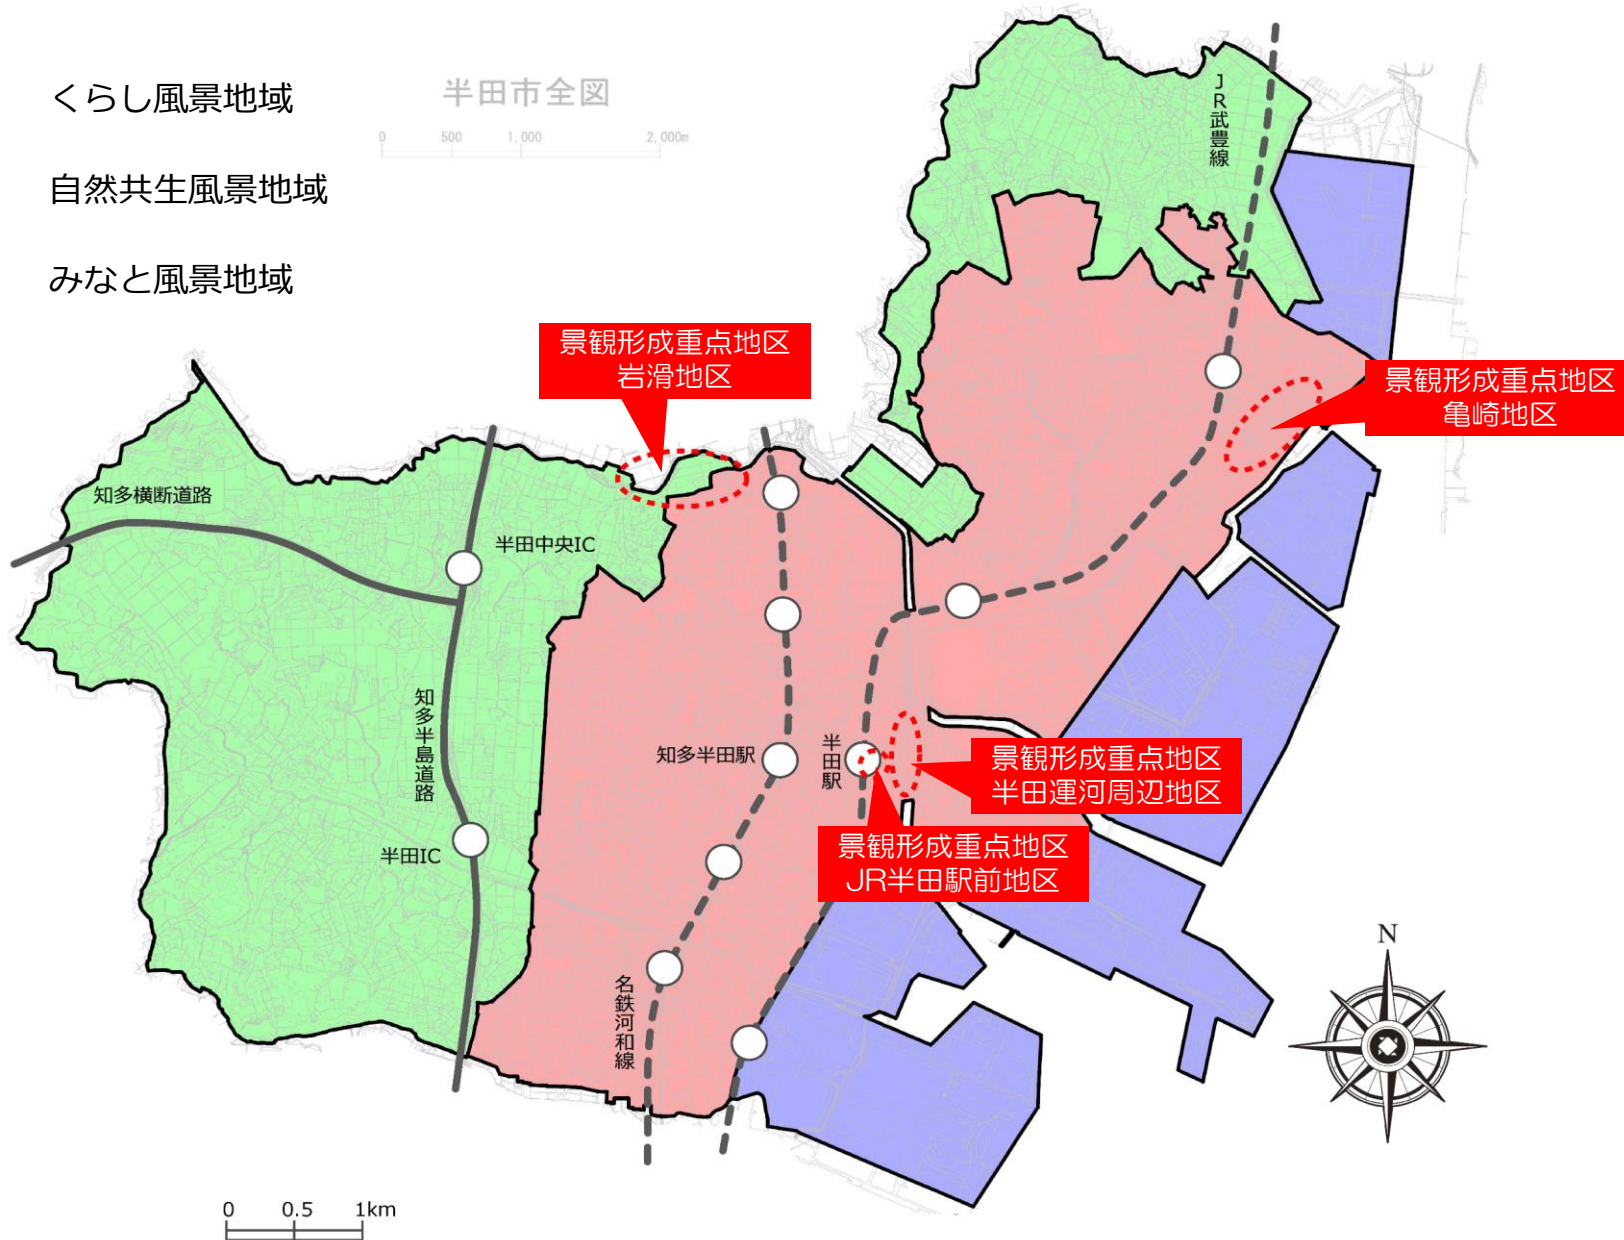 くらし風景地域
半田市全図
0 500 1,000 2,000m
自然共生風景地域
みなと風景地域
JR武豊線
景観形成重点地区
岩滑地区
景観形成重点地区
亀崎地区
知多横断道路
半田中央IC
知多半島道路
知多半田駅
半田駅
景観形成重点地区
半田運河周辺地区
景観形成重点地区
JR半田駅前地区
半田IC
名鉄河和線
N
0 0.5 1km